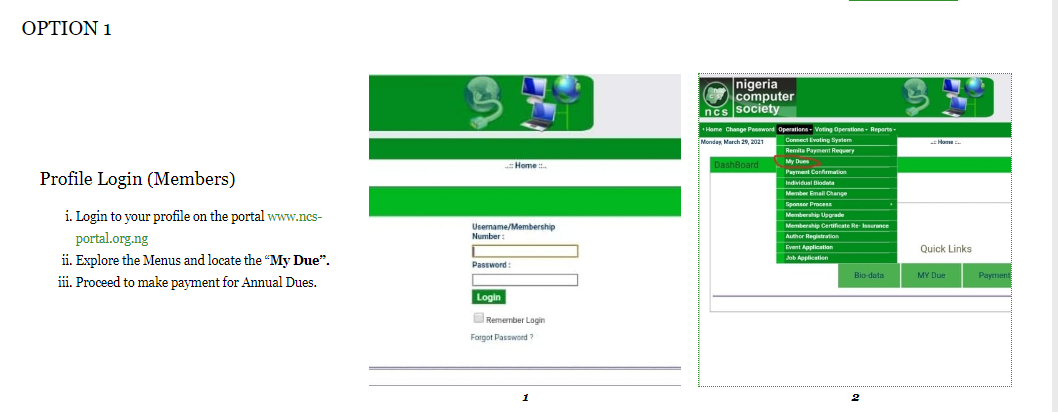 OPTION 1
Profile Login (Members)
i. Login to your profile on the portal www.ncs-
portal.org.ng
ii. Explore the Menus and locate the “My Due”.
iii. Proceed to make payment for Annual Dues.
..:: Home ::..
Username/Membership
Number :
Password :
Login
Remember Login
Forgot Password ?
1
ncs
nigeria
computer
society
Home Change Password Operations Voting Operations Reports
Monday, March 29, 2021
..:: Home ::..
DashBoard
Connect Evoting System
Remita Payment Requery
My Dues
Payment Confirmation
Individual Biodata
Member Email Change
Sponsor Process
Membership Upgrade
Membership Certificate Re- Issurance
Author Registration
Event Application
Job Application
Quick Links
Bio-data
MY Due
Payment
2